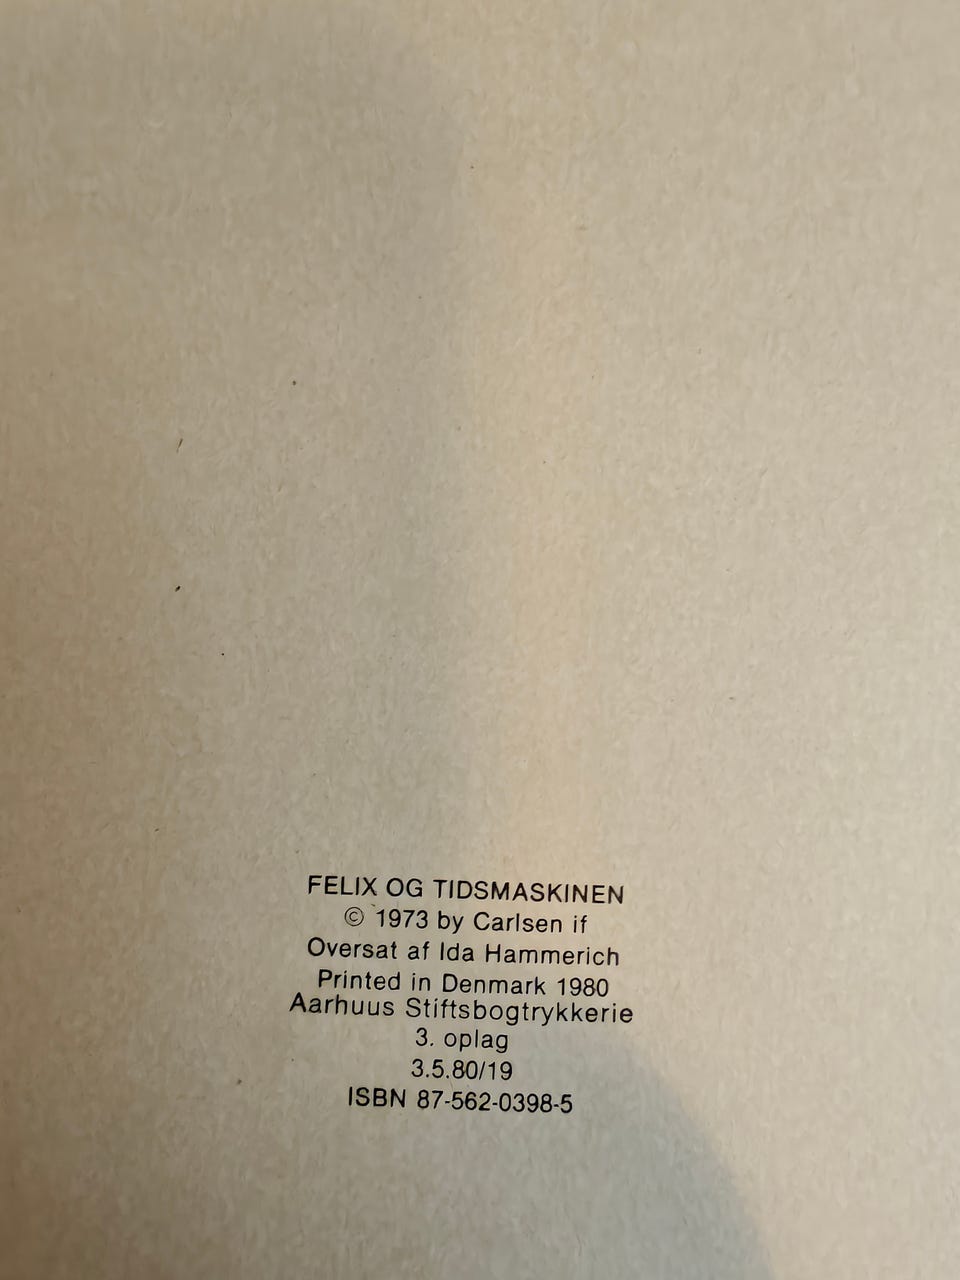 FELIX OG TIDSMASKINEN
© 1973 by Carlsen if
Oversat af Ida Hammerich
Printed in Denmark 1980
Aarhuus Stiftsbogtrykkerie
3. oplag
3.5.80/19
ISBN 87-562-0398-5